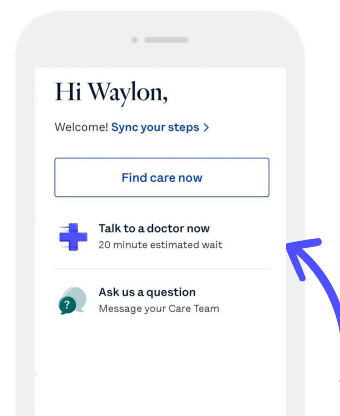 Hi Waylon,
Welcome! Sync your steps >
Find care now
Talk to a doctor now
20 minute estimated wait
Ask us a question
?
Message your Care Team